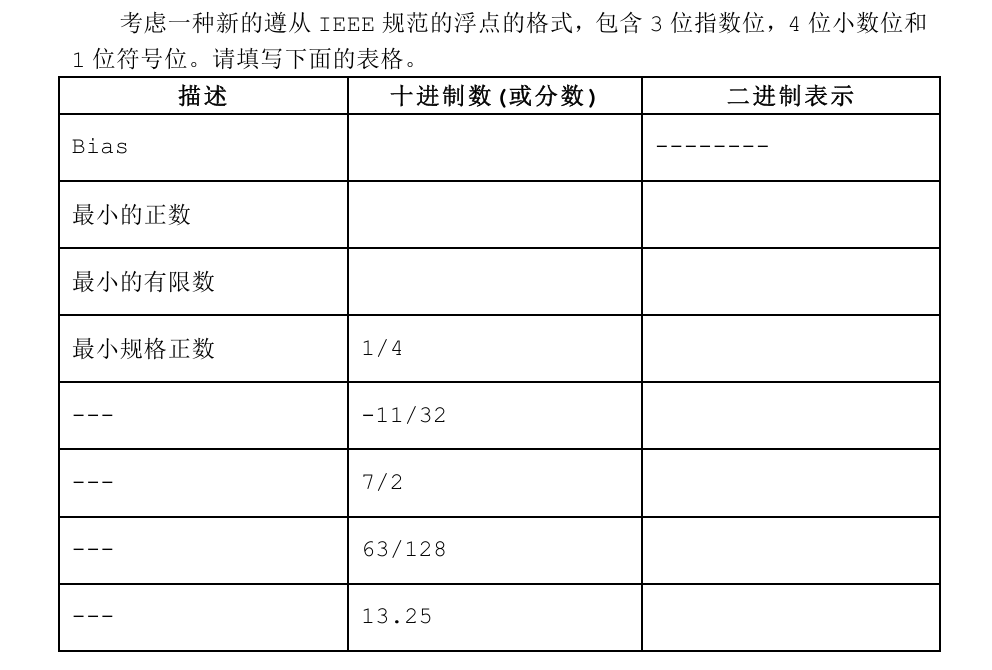 考虑一种新的遵从 IEEE 规范的浮点的格式，包含 3 位指数位，4 位小数位和
1 位符号位。请填写下面的表格。
描述 十进制数(或分数) 二进制表示
Bias --------
最小的正数
最小的有限数
最小规格正数 1/4
--- -11/32
--- 7/2
--- 63/128
--- 13.25